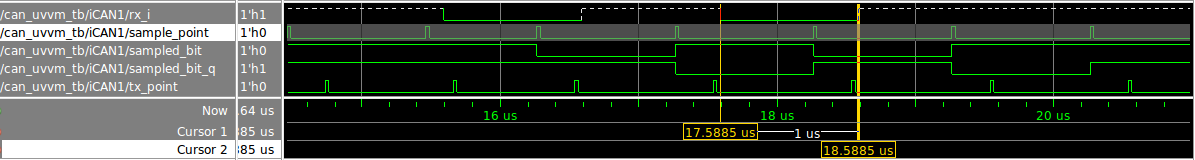 /can_uvvm_tb/iCAN1/rx_i 1'h1
/can_uvvm_tb/iCAN1/sample_point 1'h0
/can_uvvm_tb/iCAN1/sampled_bit 1'h0
/can_uvvm_tb/iCAN1/sampled_bit_q 1'h1
/can_uvvm_tb/iCAN1/tx_point 1'h0
Now .64 us 16 us 18 us 20 us
Cursor 1 385 us 17.5885 us 1 us
Cursor 2 385 us 18.5885 us